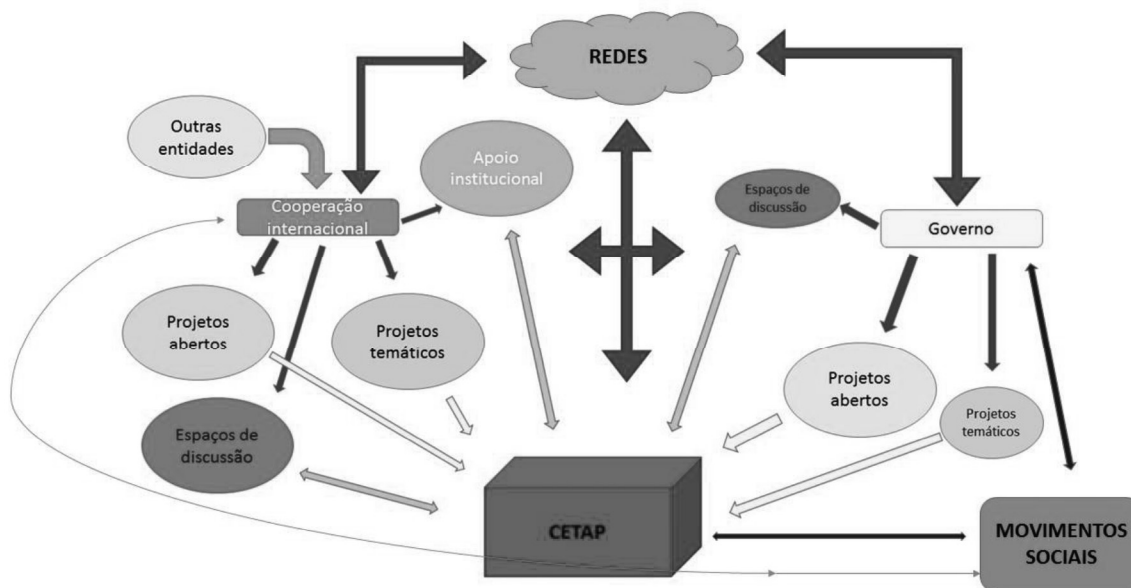 REDES
Outras
entidades
Apoio
institucional
Espaços de
discussão
Cooperação
internacional
Governo
Projetos
abertos
Projetos
temáticos
Projetos
abertos
Projetos
temáticos
Espaços de
discussão
CETAP
MOVIMENTOS
SOCIAIS